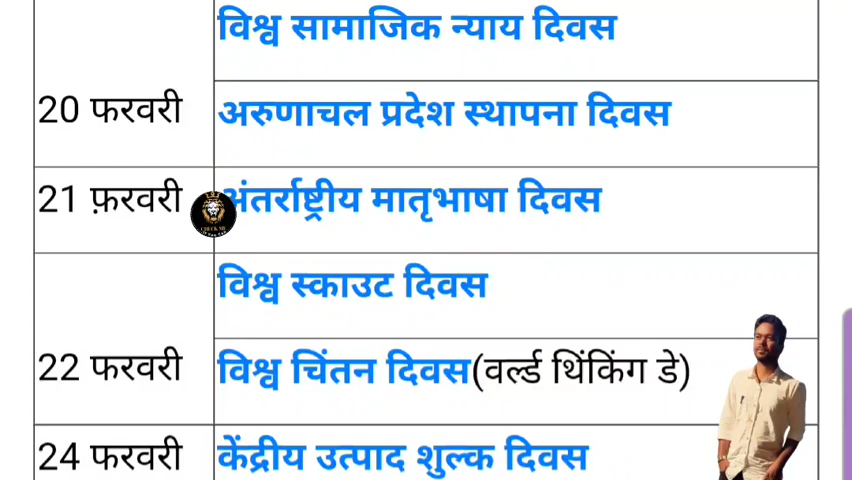 विश्व सामाजिक न्याय दिवस
20 फरवरी
अरुणाचल प्रदेश स्थापना दिवस
21 फ़रवरी
अंतर्राष्ट्रीय मातृभाषा दिवस
विश्व स्काउट दिवस
22 फरवरी
विश्व चिंतन दिवस(वर्ल्ड थिंकिंग डे)
24 फरवरी
केंद्रीय उत्पाद शुल्क दिवस